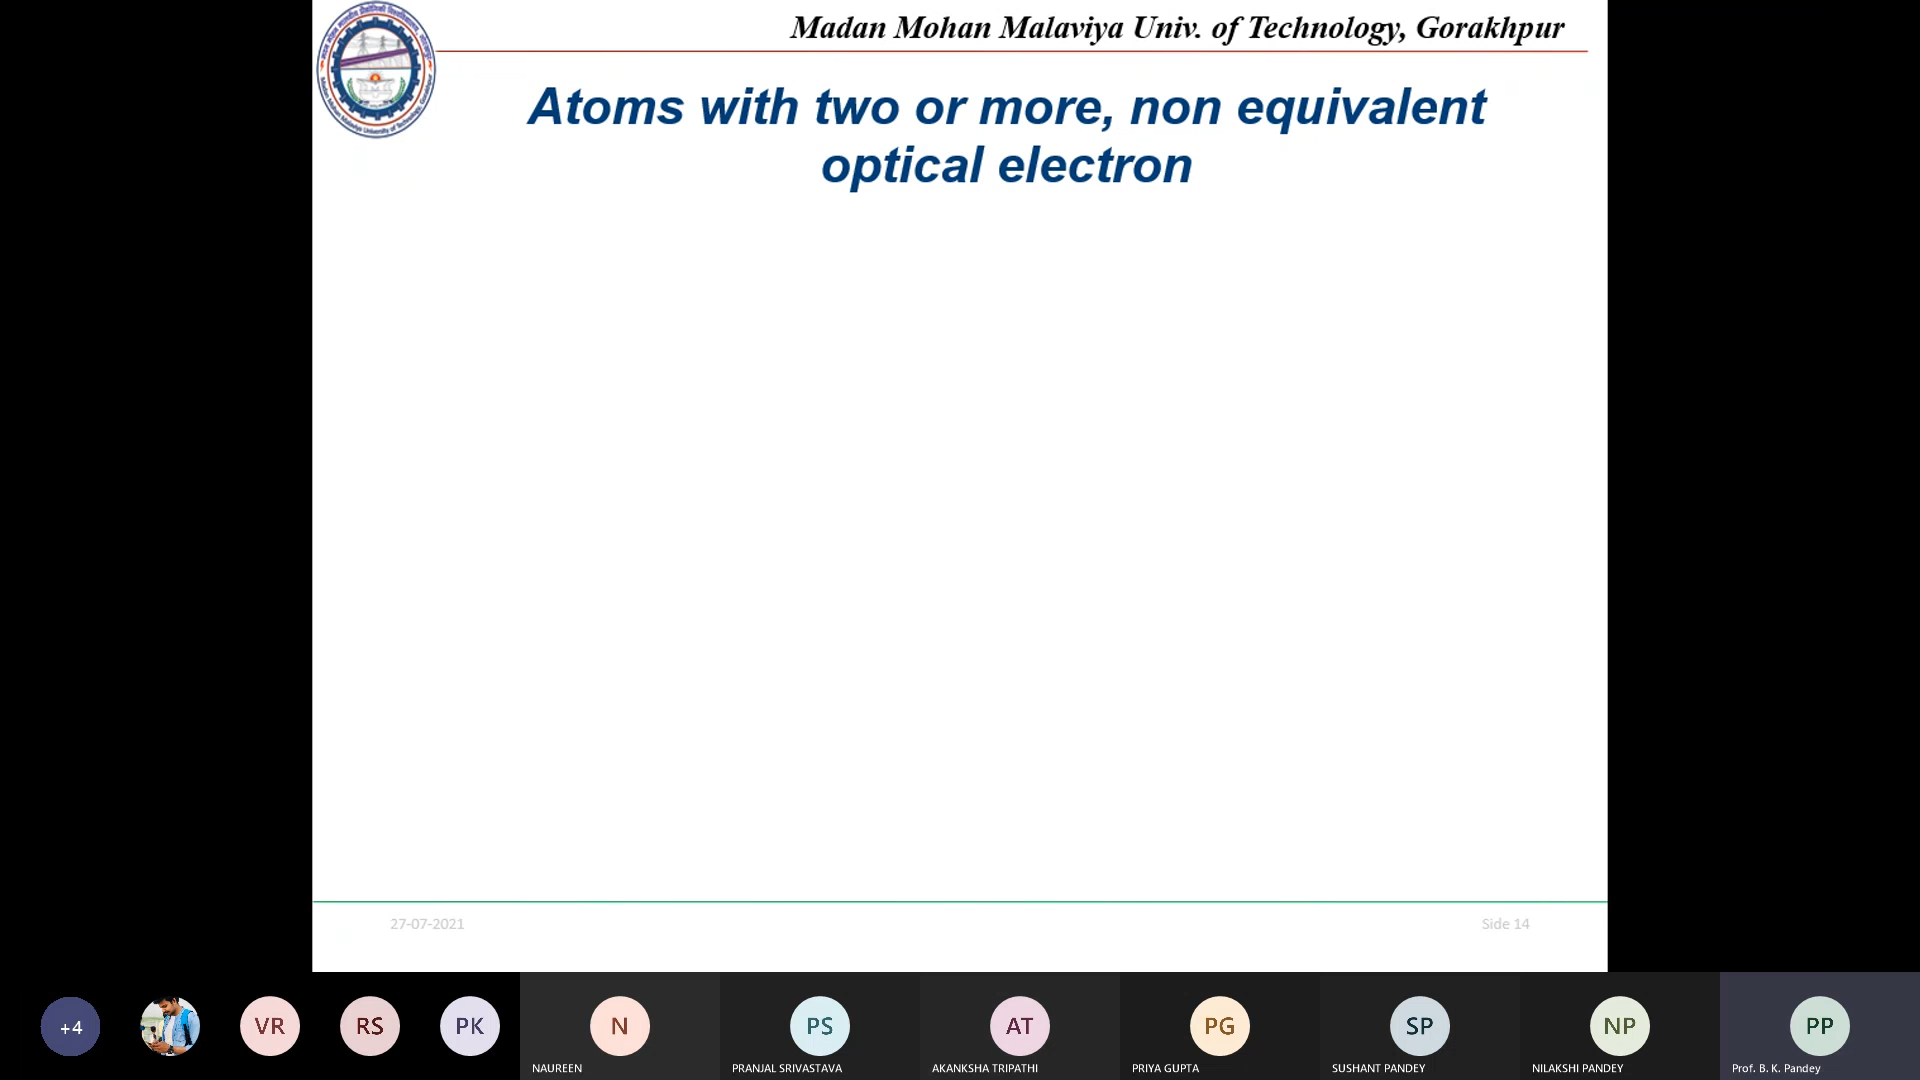 Madan Mohan Malaviya Univ. of Technology, Gorakhpur
Atoms with two or more, non equivalent
optical electron
27-07-2021
Side 14
+4
VR
RS
PK
N
PS
AT
PG
SP
NP
PP
NAUREEN
PRANJAL SRIVASTAVA
AKANKSHA TRIPATHI
PRIYA GUPTA
SUSHANT PANDEY
NILAKSHI PANDEY
Prof. B. K. Pandey